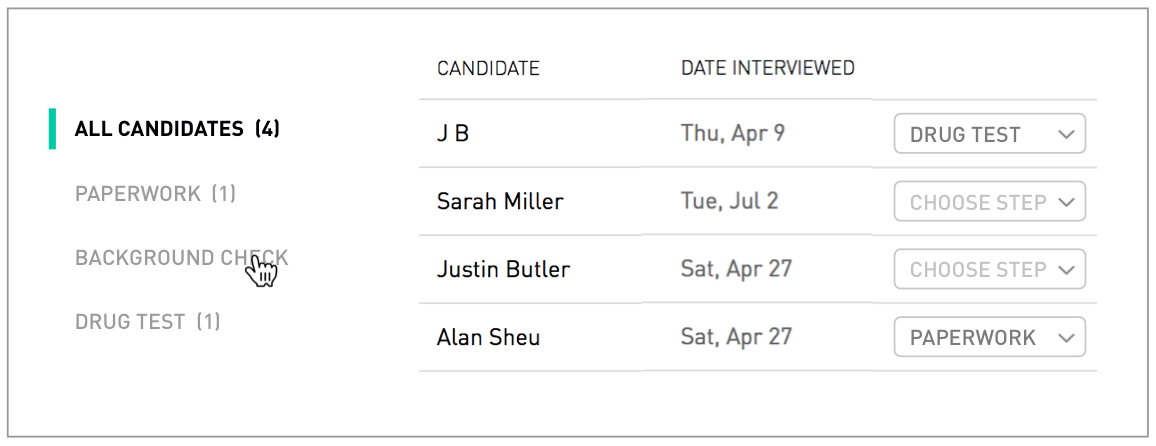 CANDIDATE DATE INTERVIEWED
ALL CANDIDATES (4)
PAPERWORK (1)
BACKGROUND CHECK
DRUG TEST (1)
J B Thu, Apr 9 DRUG TEST
Sarah Miller Tue, Jul 2 CHOOSE STEP
Justin Butler Sat, Apr 27 CHOOSE STEP
Alan Sheu Sat, Apr 27 PAPERWORK